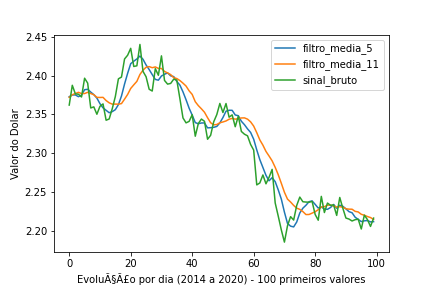 filtro_media_5
filtro_media_11
sinal_bruto
2.45
2.40
2.35
2.30
2.25
2.20
Valor do Dolar
0 20 40 60 80 100
EvoluÃ§Ã£o por dia (2014 a 2020) - 100 primeiros valores